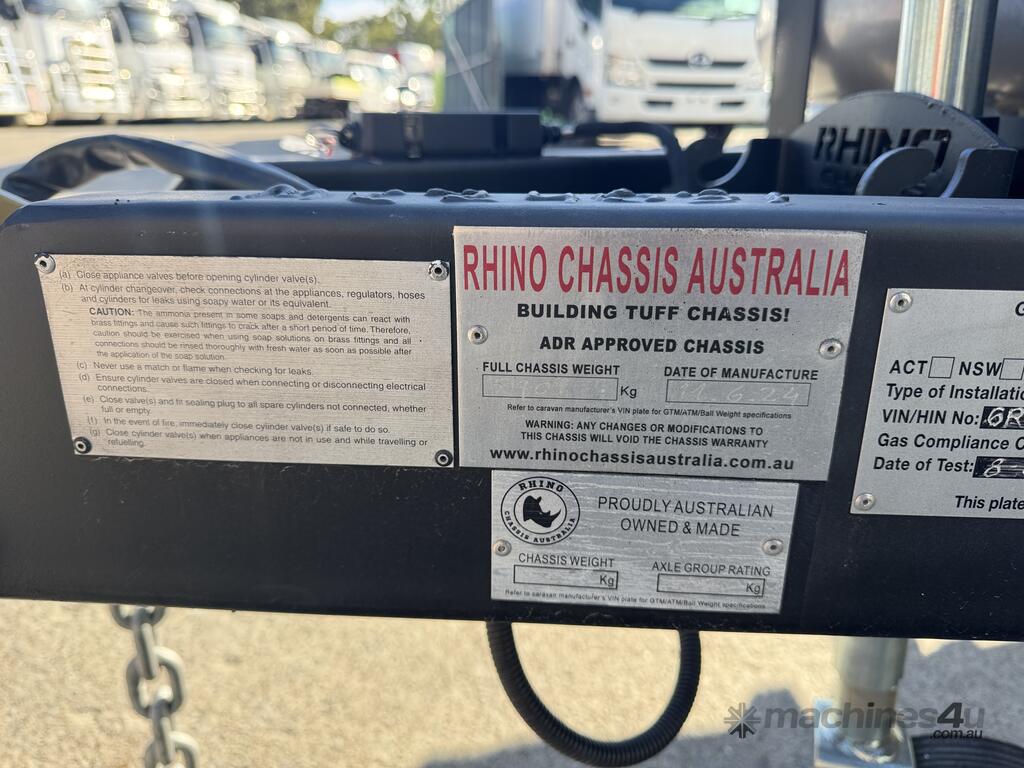 RHINO
(a) Close appliance valves before opening cylinder valve(s).
(b) At cylinder changeover, check connections at the appliances, regulators, hoses
and cylinders for leaks using soapy water or its equivalent.
CAUTION: The ammonia present in some soaps and detergents can react with
brass fittings and cause such fittings to crack after a short period of time. Therefore,
caution should be exercised when using soap solutions on brass fittings and all
connections should be rinsed thoroughly with fresh water as soon as possible after
the application of the soap solution.
(c) Never use a match or flame when checking for leaks.
(d) Ensure cylinder valves are closed when connecting or disconnecting electrical
connections.
(e) Close valve(s) and fit sealing plug to all spare cylinders not connected, whether
full or empty.
(f) In the event of fire, immediately close cylinder valve(s) if safe to do so.
(g) Close cylinder valve(s) when appliances are not in use and while travelling or
refuelling.
RHINO CHASSIS AUSTRALIA
BUILDING TUFF CHASSIS!
ADR APPROVED CHASSIS
FULL CHASSIS WEIGHT
Kg
DATE OF MANUFACTURE
Refer to caravan manufacturer's VIN plate for GTM/ATM/Ball Weight specifications
WARNING: ANY CHANGES OR MODIFICATIONS TO
THIS CHASSIS WILL VOID THE CHASSIS WARRANTY
www.rhinochassisaustralia.com.au
RHINO
CHASSIS AUSTRALIA
PROUDLY AUSTRALIAN
OWNED & MADE
CHASSIS WEIGHT
Kg
AXLE GROUP RATING
Kg
Refer to caravan manufacturer's VIN plate for GTM/ATM/Ball Weight specifications
ACT NSW
Type of Installatio
VIN/HIN No: 6R
Gas Compliance C
Date of Test: 8
This plate
machines4u
.com.au